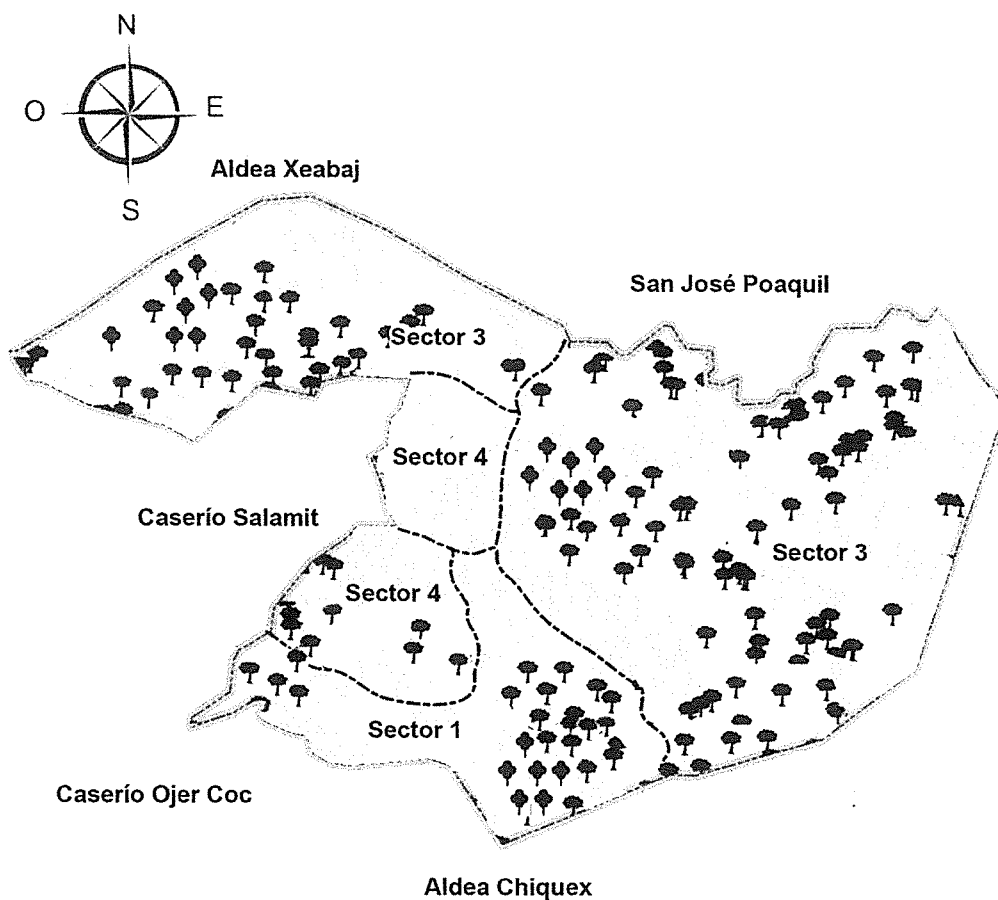 N
O
E
S
Aldea Xeabaj
San José Poaquil
Sector 3
Sector 4
Caserío Salamit
Sector 3
Sector 4
Sector 1
Caserío Ojer Coc
Aldea Chiquex